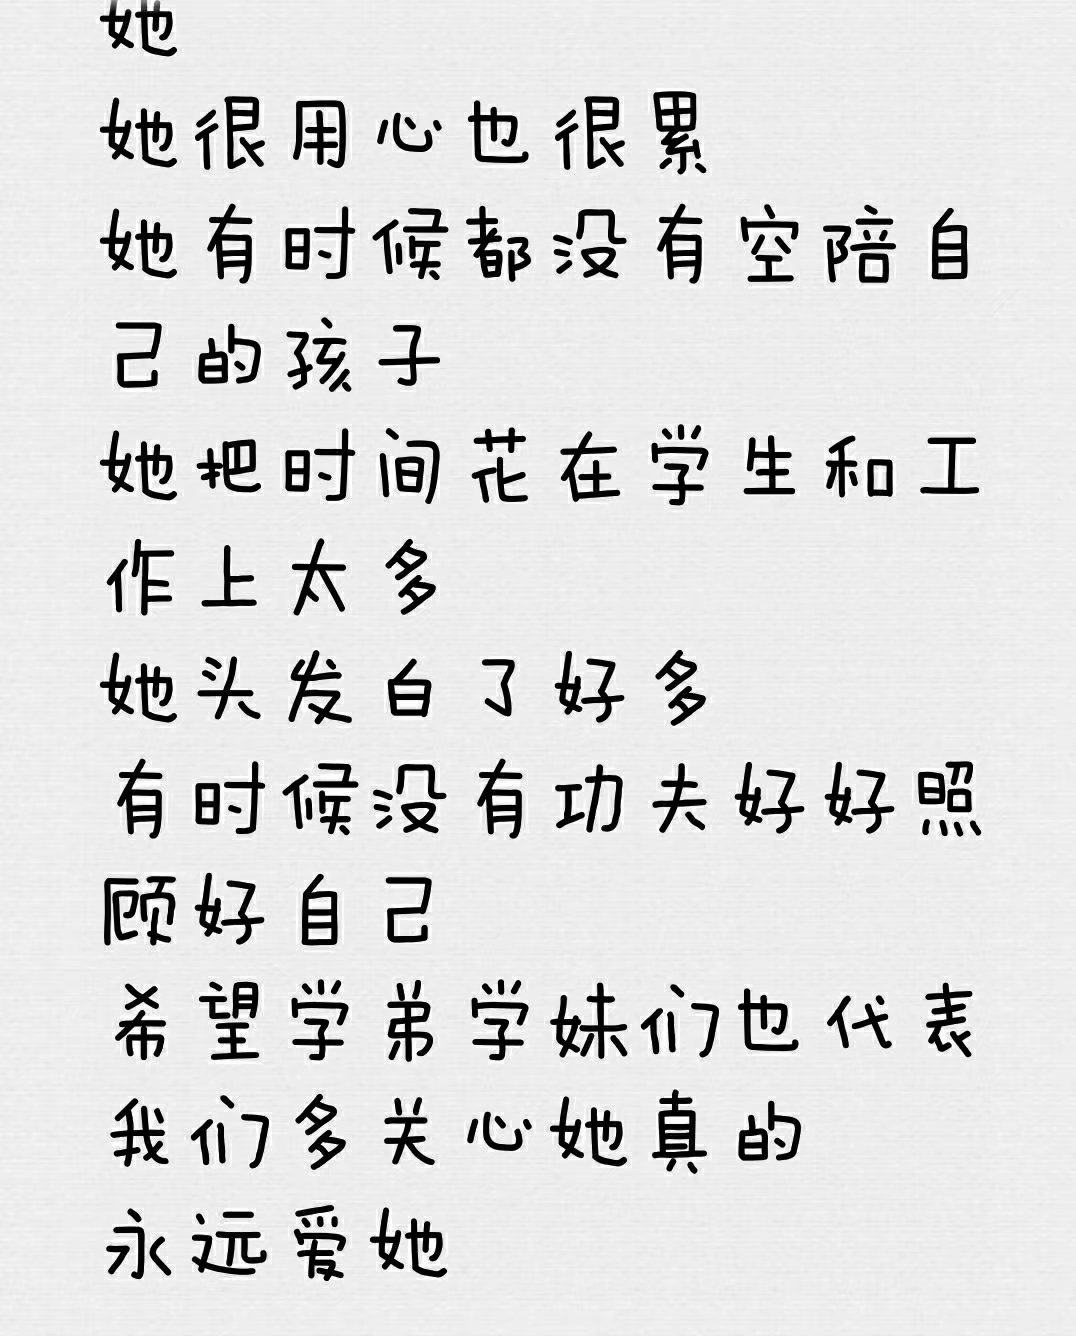 她
她很用心也很累
她有时候都没有空陪自
己的孩子
她把时间花在学生和工
作上太多
她头发白了好多
有时候没有功夫好好照
顾好自己
希望学弟学妹们也代表
我们多关心她真的
永远爱她